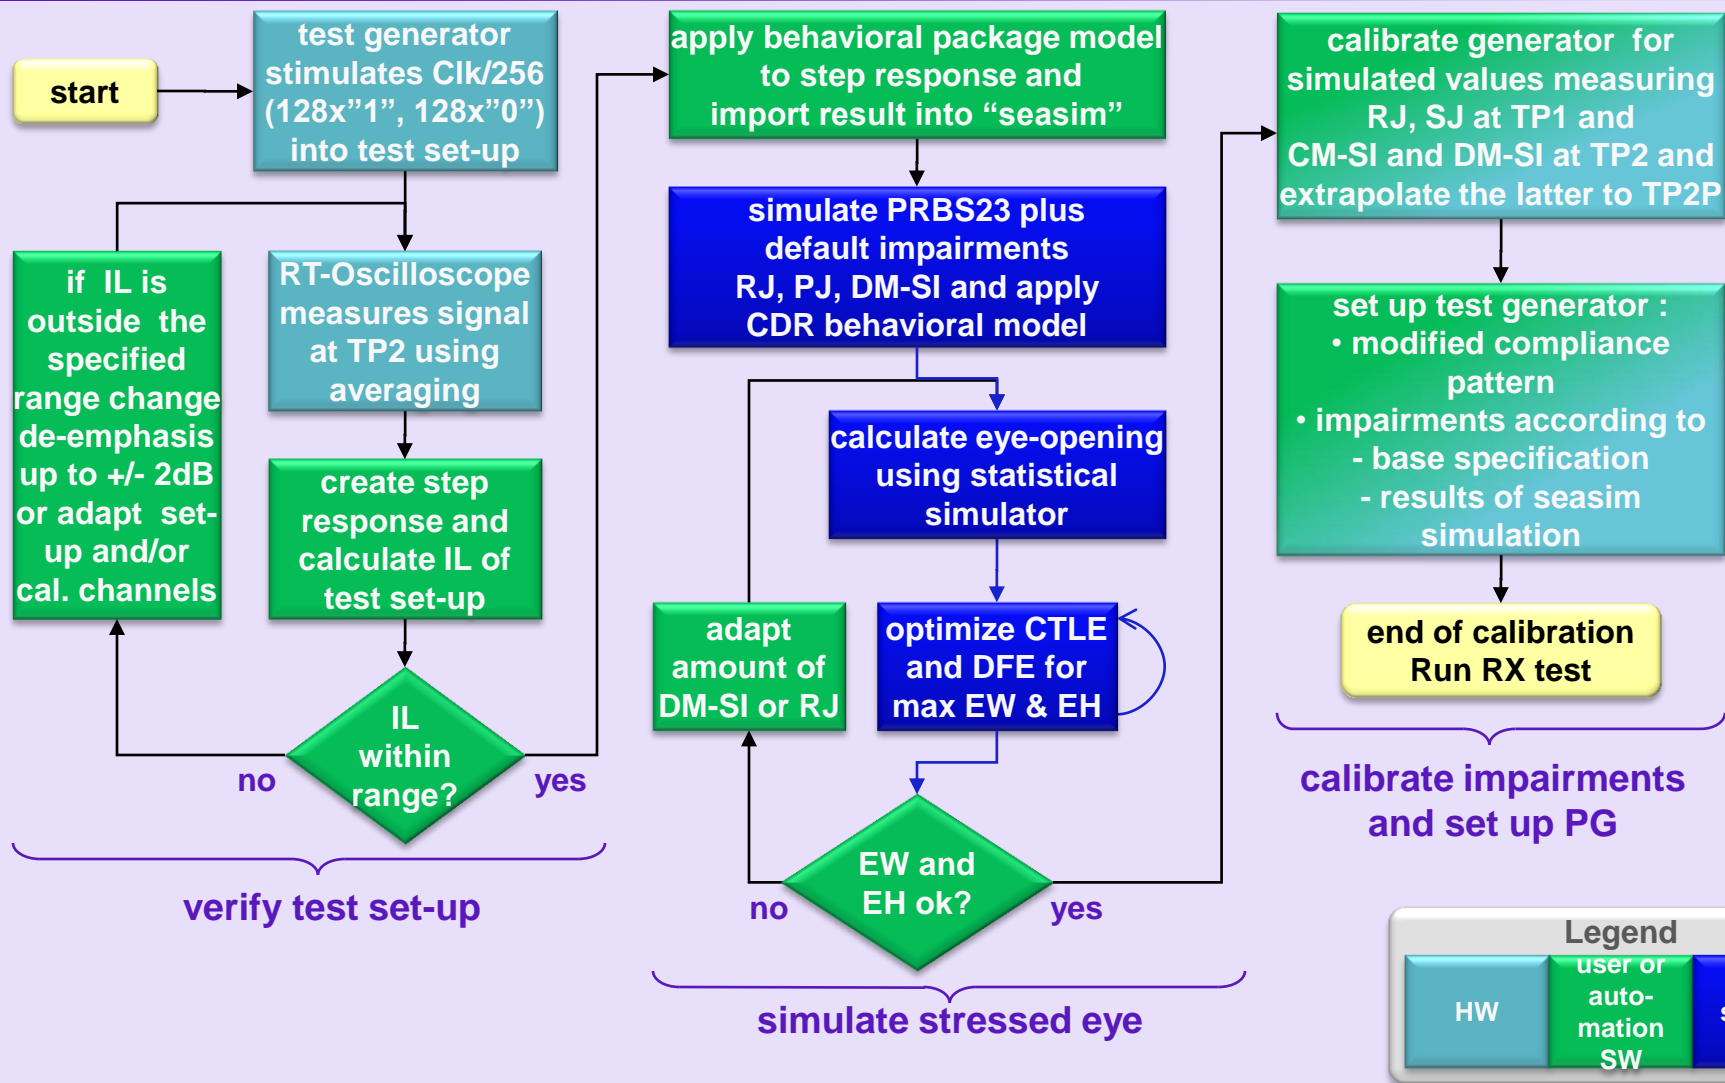 start
test generator
stimulates Clk/256
(128x”1”, 128x”0”)
into test set-up
if IL is
outside the
specified
range change
de-emphasis
up to +/- 2dB
or adapt set-
up and/or
cal. channels
RT-Oscilloscope
measures signal
at TP2 using
averaging
create step
response and
calculate IL of
test set-up
IL
within
range?
no
yes
verify test set-up
apply behavioral package model
to step response and
import result into “seasim”
simulate PRBS23 plus
default impairments
RJ, PJ, DM-SI and apply
CDR behavioral model
calculate eye-opening
using statistical
simulator
adapt
amount of
DM-SI or RJ
optimize CTLE
and DFE for
max EW & EH
EW and
EH ok?
no
yes
simulate stressed eye
calibrate generator for
simulated values measuring
RJ, SJ at TP1 and
CM-SI and DM-SI at TP2 and
extrapolate the latter to TP2P
set up test generator :
• modified compliance
pattern
• impairments according to
- base specification
- results of seasim
simulation
end of calibration
Run RX test
calibrate impairments
and set up PG
Legend
HW
user or
auto-
mation
SW